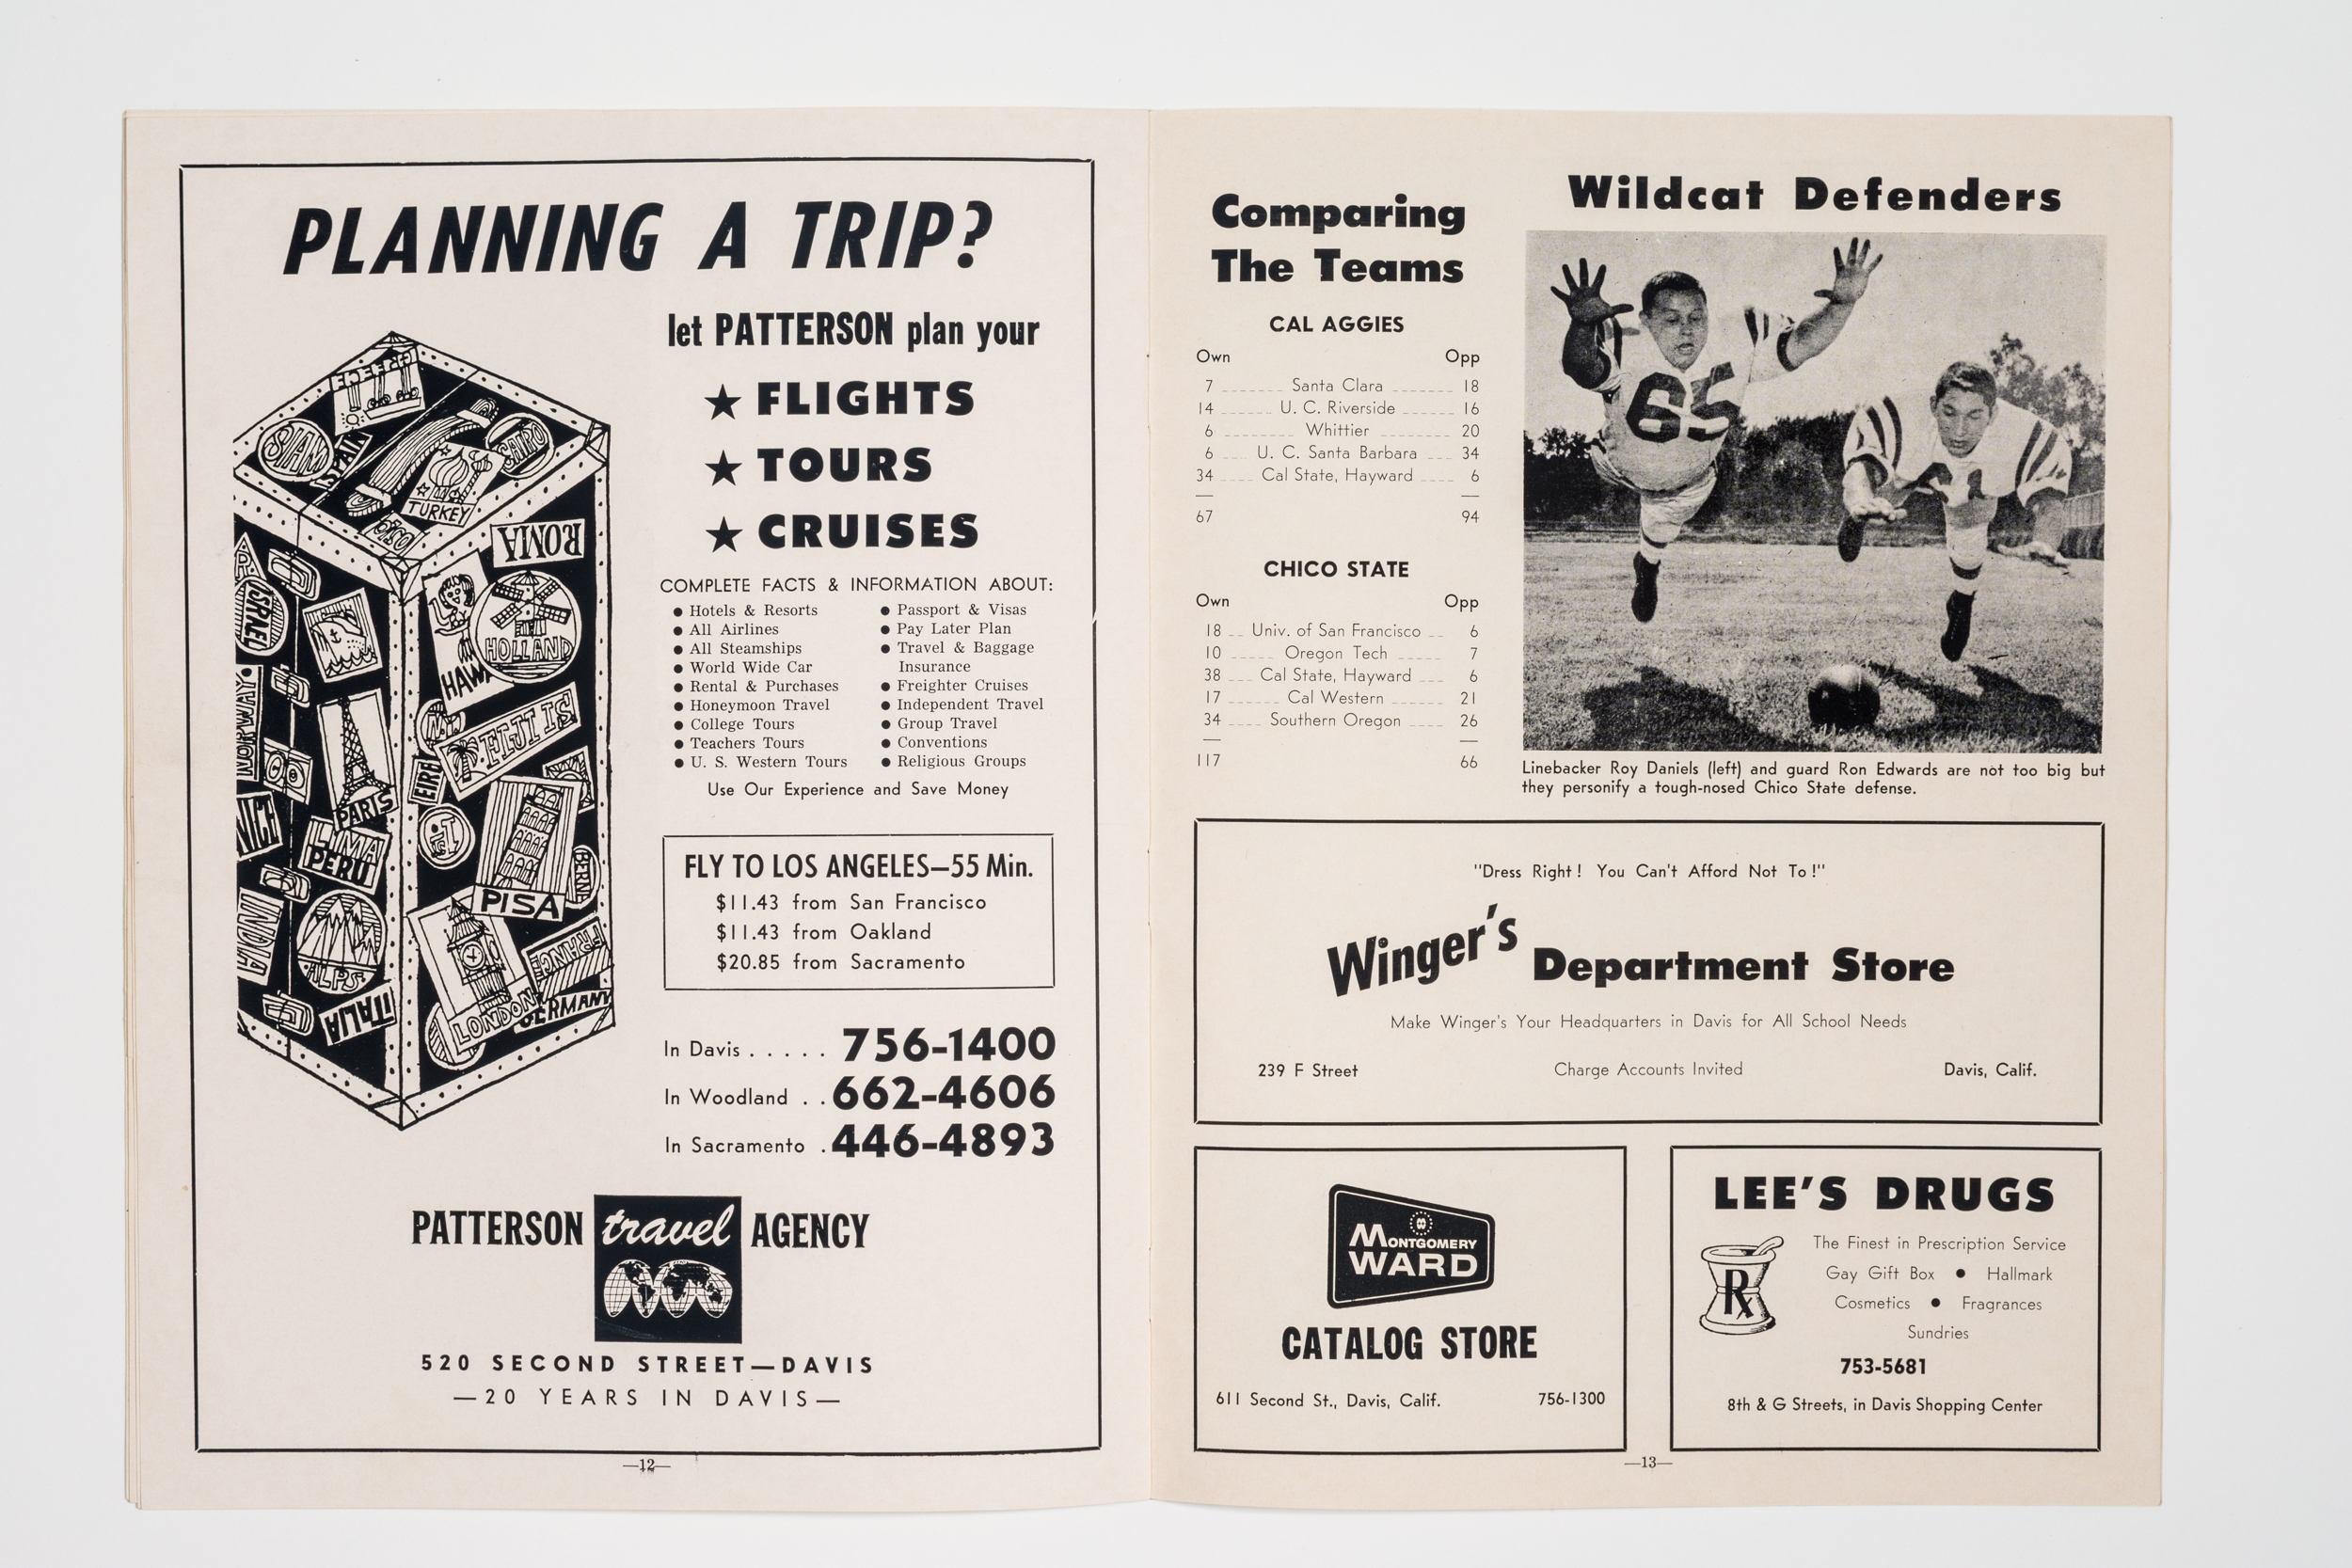 PLANNING A TRIP?
let PATTERSON plan your
★ FLIGHTS
★ TOURS
★ CRUISES
COMPLETE FACTS & INFORMATION ABOUT:
● Hotels & Resorts
● All Airlines
● All Steamships
● World Wide Car
● Rental & Purchases
● Honeymoon Travel
● College Tours
● Teachers Tours
● U. S. Western Tours
● Passport & Visas
● Pay Later Plan
● Travel & Baggage
Insurance
● Freighter Cruises
● Independent Travel
● Group Travel
● Conventions
● Religious Groups
Use Our Experience and Save Money
SIAM
CAIRO
TURKEY
ROMA
ISRAEL
HOLLAND
NORWAY
FIJI IS
EIRE
PARIS
LIMA
PERU
PISA
BERN
INDIA
ALPS
FRANCE
ITALIA
LONDON
GERMANY
FLY TO LOS ANGELES—55 Min.
$11.43 from San Francisco
$11.43 from Oakland
$20.85 from Sacramento
In Davis . . . . . 756-1400
In Woodland . . 662-4606
In Sacramento . 446-4893
PATTERSON travel AGENCY
520 SECOND STREET—DAVIS
—20 YEARS IN DAVIS—
—12—
Comparing
The Teams
CAL AGGIES
Own Opp
7 Santa Clara 18
14 U. C. Riverside 16
6 Whittier 20
6 U. C. Santa Barbara 34
34 Cal State, Hayward 6
67 94
CHICO STATE
Own Opp
18 Univ. of San Francisco 6
10 Oregon Tech 7
38 Cal State, Hayward 6
17 Cal Western 21
34 Southern Oregon 26
117 66
Wildcat Defenders
65
Linebacker Roy Daniels (left) and guard Ron Edwards are not too big but
they personify a tough-nosed Chico State defense.
"Dress Right! You Can't Afford Not To!"
Winger's Department Store
Make Winger's Your Headquarters in Davis for All School Needs
239 F Street Charge Accounts Invited Davis, Calif.
MONTGOMERY
WARD
CATALOG STORE
611 Second St., Davis, Calif. 756-1300
LEE'S DRUGS
Rx
The Finest in Prescription Service
Gay Gift Box ● Hallmark
Cosmetics ● Fragrances
Sundries
753-5681
8th & G Streets, in Davis Shopping Center
—13—